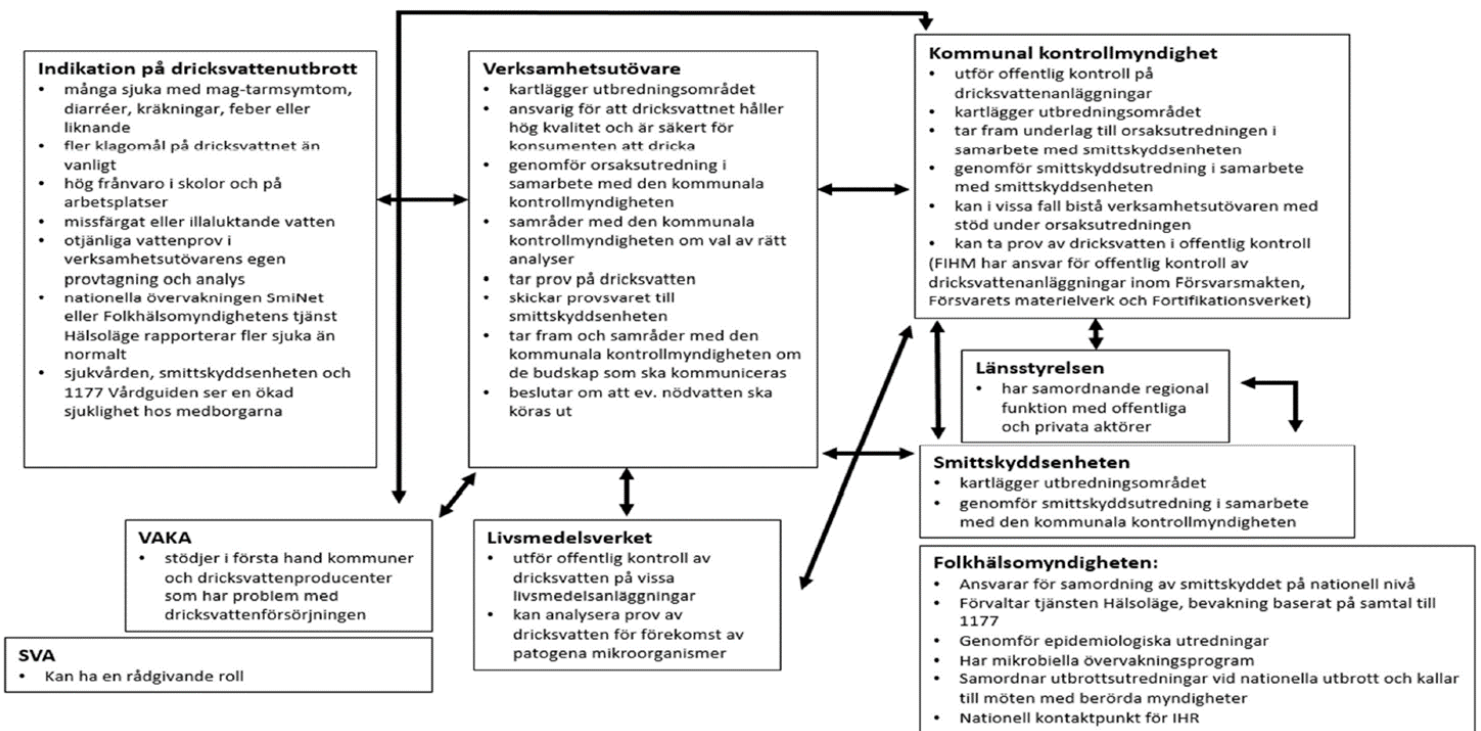 Indikation på dricksvattenutbrott
• många sjuka med mag-tarmsymtom,
diarréer, kräkningar, feber eller
liknande
• fler klagomål på dricksvattnet än
vanligt
• hög frånvaro i skolor och på
arbetsplatser
• missfärgat eller illaluktande vatten
• otjänliga vattenprov i
verksamhetsutövarens egen
provtagning och analys
• nationella övervakningen SmiNet
eller Folkhälsomyndighetens tjänst
Hälsoläge rapporterar fler sjuka än
normalt
• sjukvården, smittskyddsenheten och
1177 Vårdguiden ser en ökad
sjuklighet hos medborgarna
Verksamhetsutövare
• kartlägger utbredningsområdet
• ansvarig för att dricksvattnet håller
hög kvalitet och är säkert för
konsumenten att dricka
• genomför orsaksutredning i
samarbete med den kommunala
kontrollmyndigheten
• samråder med den kommunala
kontrollmyndigheten om val av rätt
analyser
• tar prov på dricksvatten
• skickar provsvaret till
smittskyddsenheten
• tar fram och samråder med den
kommunala kontrollmyndigheten om
de budskap som ska kommuniceras
• beslutar om att ev. nödvatten ska
köras ut
Kommunal kontrollmyndighet
• utför offentlig kontroll på
dricksvattenanläggningar
• kartlägger utbredningsområdet
• tar fram underlag till orsaksutredningen i
samarbete med smittskyddsenheten
• genomför smittskyddsutredning i samarbete
med smittskyddsenheten
• kan i vissa fall bistå verksamhetsutövaren med
stöd under orsaksutredningen
• kan ta prov av dricksvatten i offentlig kontroll
(FIHM har ansvar för offentlig kontroll av
dricksvattenanläggningar inom Försvarsmakten,
Försvarets materielverk och Fortifikationsverket)
Länsstyrelsen
• har samordnande regional
funktion med offentliga
och privata aktörer
Smittskyddsenheten
• kartlägger utbredningsområdet
• genomför smittskyddsutredning i samarbete
med den kommunala kontrollmyndigheten
VAKA
• stödjer i första hand kommuner
och dricksvattenproducenter
som har problem med
dricksvattenförsörjningen
Livsmedelsverket
• utför offentlig kontroll av
dricksvatten på vissa
livsmedelsanläggningar
• kan analysera prov av
dricksvatten för förekomst av
patogena mikroorganismer
SVA
• Kan ha en rådgivande roll
Folkhälsomyndigheten:
• Ansvarar för samordning av smittskyddet på nationell nivå
• Förvaltar tjänsten Hälsoläge, bevakning baserat på samtal till
1177
• Genomför epidemiologiska utredningar
• Har mikrobiella övervakningsprogram
• Samordnar utbrottsutredningar vid nationella utbrott och kallar
till möten med berörda myndigheter
• Nationell kontaktpunkt för IHR